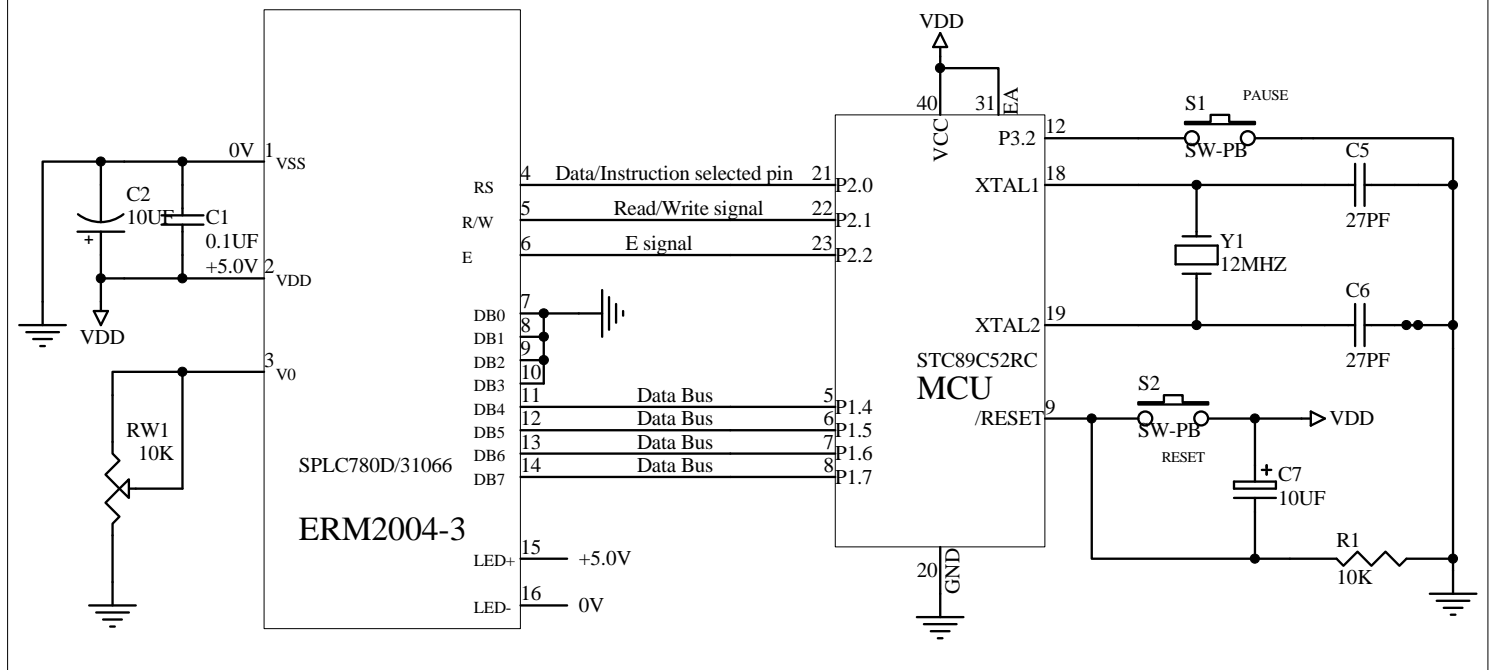 VDD
40
31
VCC
EA
0V
1
VSS
C2
10UF
C1
0.1UF
+5.0V
2
VDD
VDD
3
V0
RW1
10K
SPLC780D/31066
ERM2004-3
RS
4
Data/Instruction selected pin
21
P2.0
R/W
5
Read/Write signal
22
P2.1
E
6
E signal
23
P2.2
DB0
7
DB1
8
DB2
9
DB3
10
DB4
11
Data Bus
5
P1.4
DB5
12
Data Bus
6
P1.5
DB6
13
Data Bus
7
P1.6
DB7
14
Data Bus
8
P1.7
LED+
15
+5.0V
LED-
16
0V
STC89C52RC
MCU
20
GND
P3.2
12
S1
PAUSE
SW-PB
XTAL1
18
C5
27PF
Y1
12MHZ
XTAL2
19
C6
27PF
/RESET
9
S2
SW-PB
RESET
VDD
+
C7
10UF
R1
10K